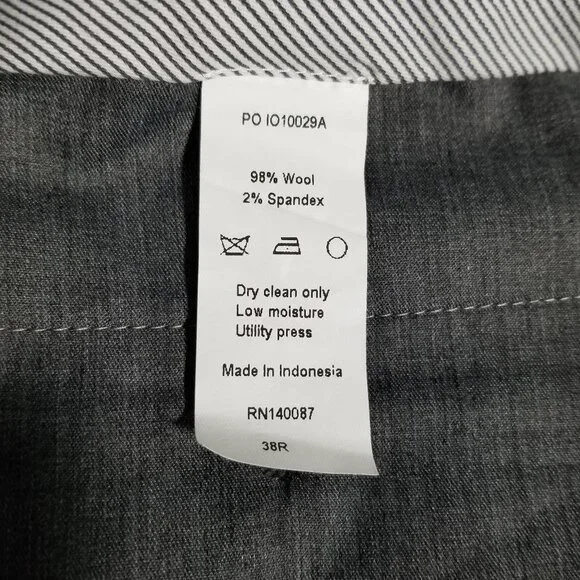 PO IO10029A
98% Wool
2% Spandex
Dry clean only
Low moisture
Utility press
Made In Indonesia
RN140087
38R